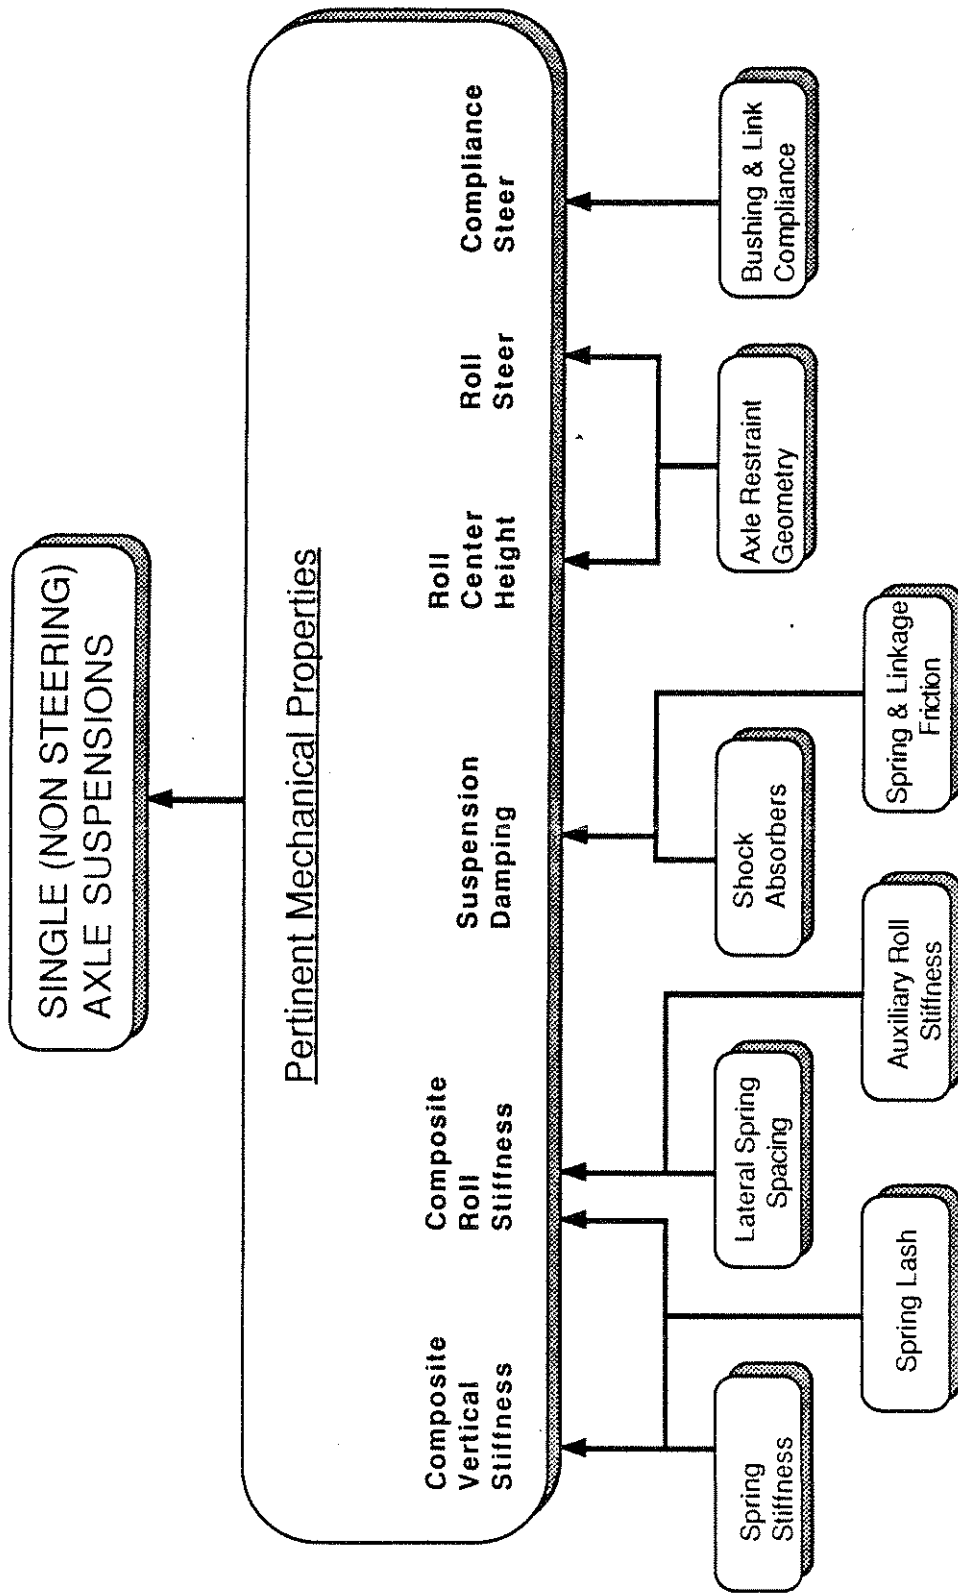 SINGLE (NON STEERING)
AXLE SUSPENSIONS
Pertinent Mechanical Properties
Composite
Vertical
Stiffness
Composite
Roll
Stiffness
Suspension
Damping
Roll
Center
Height
Roll
Steer
Compliance
Steer
Spring
Stiffness
Spring Lash
Lateral Spring
Spacing
Auxiliary Roll
Stiffness
Shock
Absorbers
Spring & Linkage
Friction
Axle Restraint
Geometry
Bushing & Link
Compliance